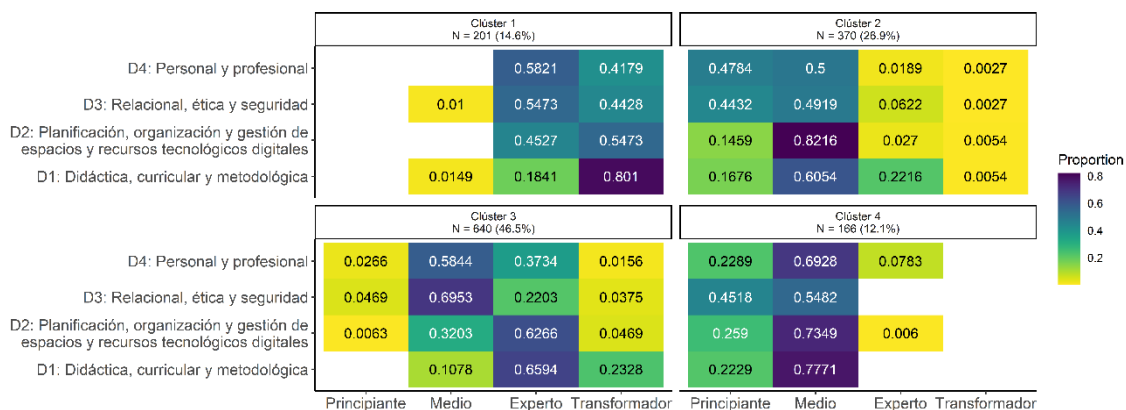 Clúster 1
N = 201 (14.6%)
Clúster 2
N = 370 (26.9%)
D4: Personal y profesional
0.5821 0.4179 0.4784 0.5 0.0189 0.0027
D3: Relacional, ética y seguridad
0.01 0.5473 0.4428 0.4432 0.4919 0.0622 0.0027
D2: Planificación, organización y gestión de
espacios y recursos tecnológicos digitales
0.4527 0.5473 0.1459 0.8216 0.027 0.0054
D1: Didáctica, curricular y metodológica
0.0149 0.1841 0.801 0.1676 0.6054 0.2216 0.0054
Clúster 3
N = 640 (46.5%)
Clúster 4
N = 166 (12.1%)
D4: Personal y profesional
0.0266 0.5844 0.3734 0.0156 0.2289 0.6928 0.0783
D3: Relacional, ética y seguridad
0.0469 0.6953 0.2203 0.0375 0.4518 0.5482
D2: Planificación, organización y gestión de
espacios y recursos tecnológicos digitales
0.0063 0.3203 0.6266 0.0469 0.259 0.7349 0.006
D1: Didáctica, curricular y metodológica
0.1078 0.6594 0.2328 0.2229 0.7771
Principiante Medio Experto Transformador Principiante Medio Experto Transformador
Proportion
0.8
0.6
0.4
0.2